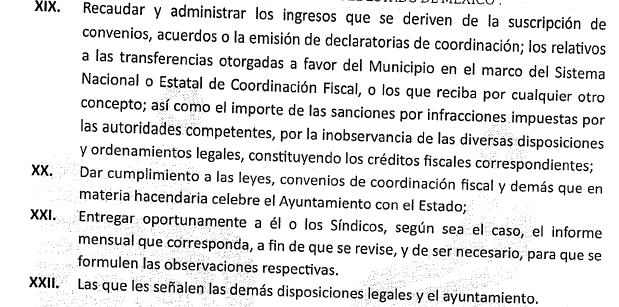 ESTADO DE MÉXICO".
XIX. Recaudar y administrar los ingresos que se deriven de la suscripción de
convenios, acuerdos o la emisión de declaratorias de coordinación; los relativos
a las transferencias otorgadas a favor del Municipio en el marco del Sistema
Nacional o Estatal de Coordinación Fiscal, o los que reciba por cualquier otro
concepto; así como el importe de las sanciones por infracciones impuestas por
las autoridades competentes, por la inobservancia de las diversas disposiciones
y ordenamientos legales, constituyendo los créditos fiscales correspondientes;
XX. Dar cumplimiento a las leyes, convenios de coordinación fiscal y demás que en
materia hacendaria celebre el Ayuntamiento con el Estado;
XXI. Entregar oportunamente a él o los Síndicos, según sea el caso, el informe
mensual que corresponda, a fin de que se revise, y de ser necesario, para que se
formulen las observaciones respectivas.
XXII. Las que les señalen las demás disposiciones legales y el ayuntamiento.